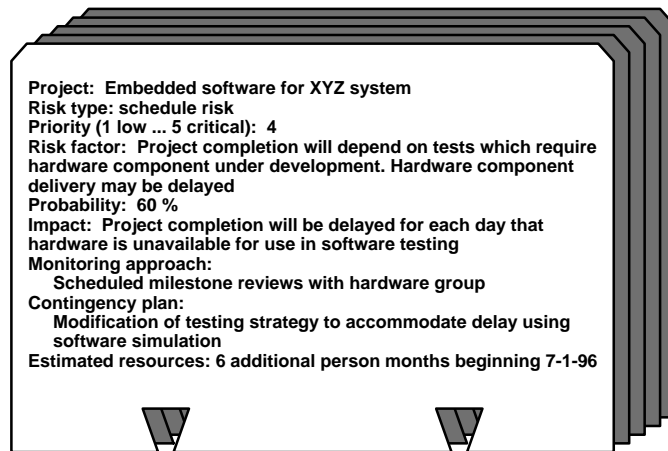 Project: Embedded software for XYZ system
Risk type: schedule risk
Priority (1 low ... 5 critical): 4
Risk factor: Project completion will depend on tests which require
hardware component under development. Hardware component
delivery may be delayed
Probability: 60 %
Impact: Project completion will be delayed for each day that
hardware is unavailable for use in software testing
Monitoring approach:
Scheduled milestone reviews with hardware group
Contingency plan:
Modification of testing strategy to accommodate delay using
software simulation
Estimated resources: 6 additional person months beginning 7-1-96